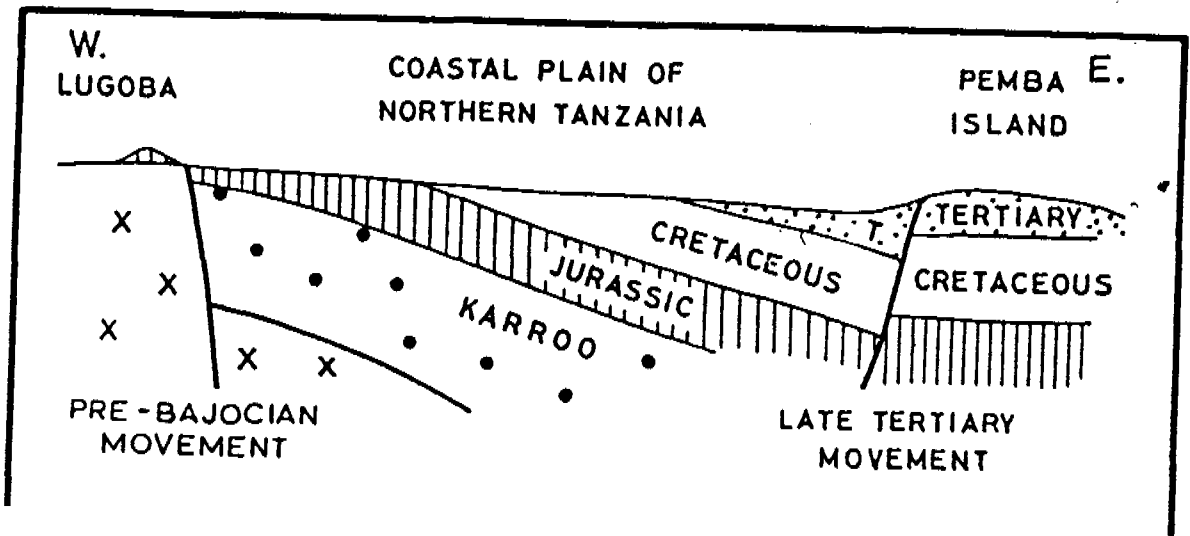 W.
LUGOBA
COASTAL PLAIN OF
NORTHERN TANZANIA
PEMBA E.
ISLAND
TERTIARY
T.
CRETACEOUS
CRETACEOUS
JURASSIC
KARROO
PRE-BAJOCIAN
MOVEMENT
LATE TERTIARY
MOVEMENT